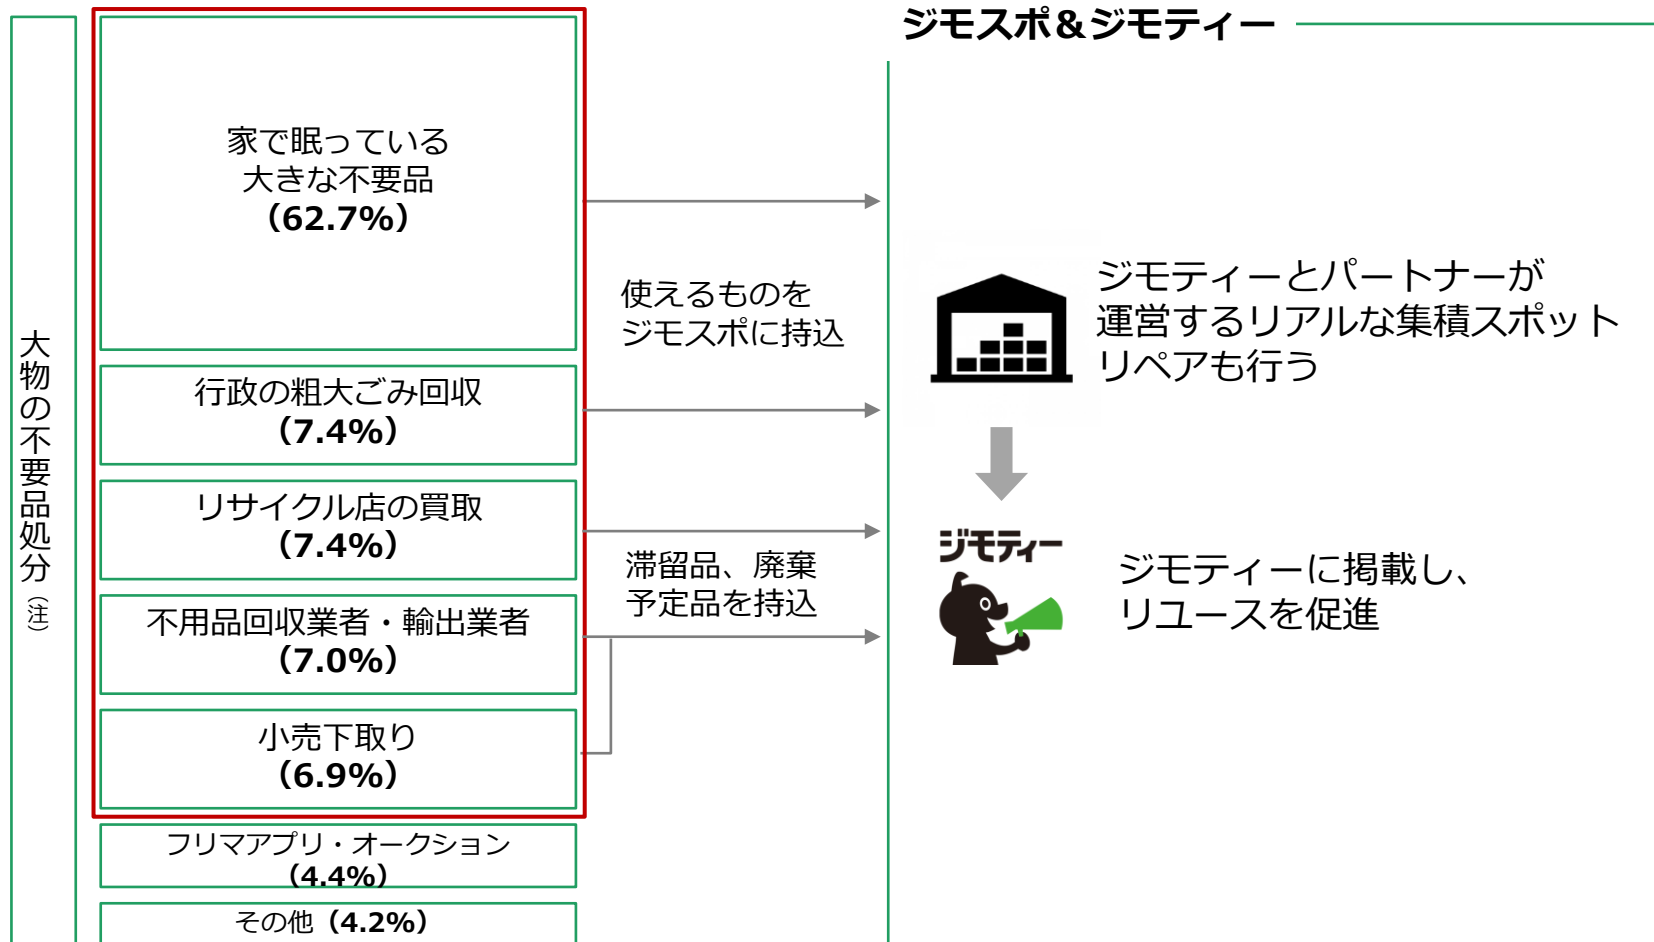 ジモスポ&ジモティー
大物の不要品処分（注）
家で眠っている
大きな不要品
（62.7%）
行政の粗大ごみ回収
（7.4%）
リサイクル店の買取
（7.4%）
不用品回収業者・輸出業者
（7.0%）
小売下取り
（6.9%）
フリマアプリ・オークション
（4.4%）
その他（4.2%）
使えるものを
ジモスポに持込
滞留品、廃棄
予定品を持込
ジモティーとパートナーが
運営するリアルな集積スポット
リペアも行う
ジモティー
ジモティーに掲載し、
リユースを促進